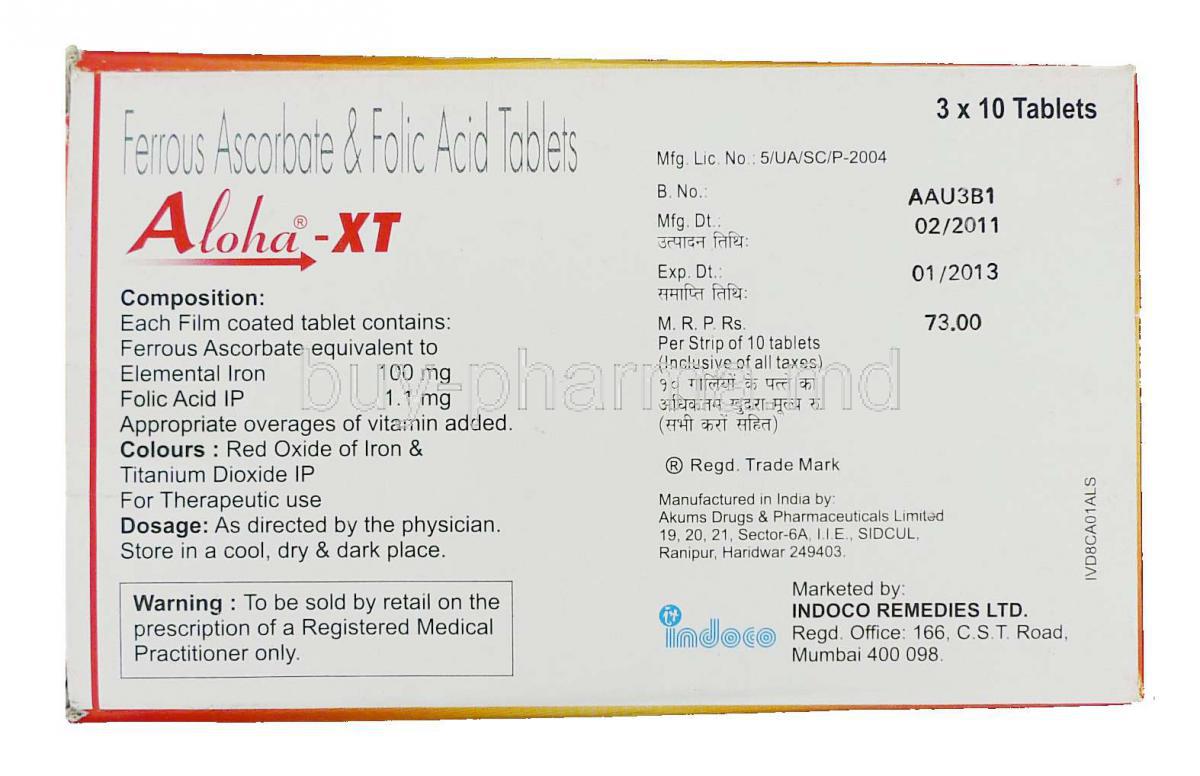 Ferrous Ascorbate & Folic Acid Tablets
Aloha®-XT
Composition:
Each Film coated tablet contains:
Ferrous Ascorbate equivalent to
Elemental Iron 100 mg
Folic Acid IP 1.1 mg
Appropriate overages of vitamin added.
Colours : Red Oxide of Iron &
Titanium Dioxide IP
For Therapeutic use
Dosage: As directed by the physician.
Store in a cool, dry & dark place.
Warning : To be sold by retail on the
prescription of a Registered Medical
Practitioner only.
3 x 10 Tablets
Mfg. Lic. No.: 5/UA/SC/P-2004
B. No.: AAU3B1
Mfg. Dt.: 02/2011
उत्पादन तिथि:
Exp. Dt.: 01/2013
समाप्ति तिथि:
M. R. P. Rs. 73.00
Per Strip of 10 tablets
(Inclusive of all taxes)
१० गोलियों के पत्ते का
अधिकतम खुदरा मूल्य रु
(सभी करों सहित)
® Regd. Trade Mark
Manufactured in India by:
Akums Drugs & Pharmaceuticals Limited
19, 20, 21, Sector-6A, I.I.E., SIDCUL,
Ranipur, Haridwar 249403.
indoco
Marketed by:
INDOCO REMEDIES LTD.
Regd. Office: 166, C.S.T. Road,
Mumbai 400 098.
IVD8CA01ALS
buy-pharma.md